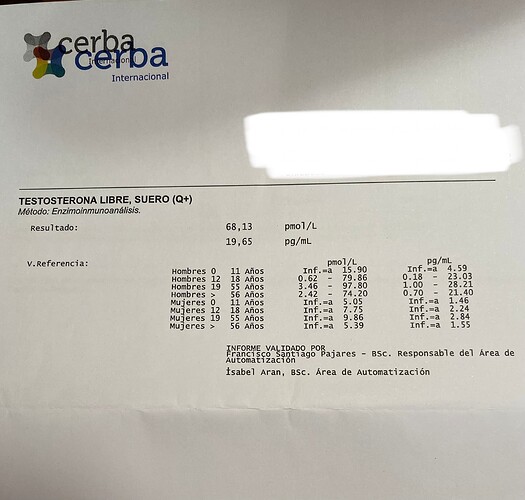 cerba
Internacional
cerba
Internacional
TESTOSTERONA LIBRE, SUERO (Q+)
Método: Enzimoinmunoanálisis.
Resultado: 68,13 pmol/L
19,65 pg/mL
V.Referencia: pmol/L pg/mL
Hombres 0 11 Años Inf.=a 15.90 Inf.=a 4.59
Hombres 12 18 Años 0.62 - 79.86 0.18 - 23.03
Hombres 19 55 Años 3.46 - 97.80 1.00 - 28.21
Hombres > 56 Años 2.42 - 74.20 0.70 - 21.40
Mujeres 0 11 Años Inf.=a 5.05 Inf.=a 1.46
Mujeres 12 18 Años Inf.=a 7.75 Inf.=a 2.24
Mujeres 19 55 Años Inf.=a 9.86 Inf.=a 2.84
Mujeres > 56 Años Inf.=a 5.39 Inf.=a 1.55
INFORME VALIDADO POR
Francisco Santiago Pajares - BSc. Responsable del Área de
Automatización
Ísabel Aran, BSc. Área de Automatización